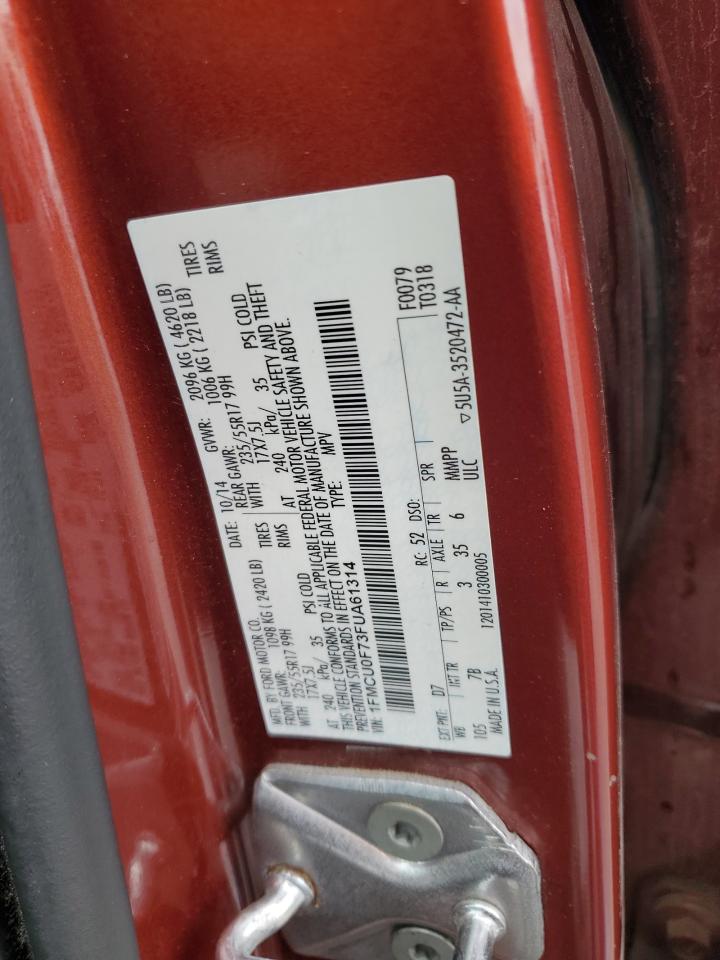 MFD. BY FORD MOTOR CO. DATE: 10/14 GVWR: 2096 KG ( 4620 LB)
FRONT GAWR: 1098 KG ( 2420 LB) REAR GAWR: 1006 KG ( 2218 LB)
WITH 235/55R17 99H TIRES WITH 235/55R17 99H TIRES
17X7.5J RIMS 17X7.5J RIMS
AT 240 kPa/ 35 PSI COLD AT 240 kPa/ 35 PSI COLD
THIS VEHICLE CONFORMS TO ALL APPLICABLE FEDERAL MOTOR VEHICLE SAFETY AND THEFT
PREVENTION STANDARDS IN EFFECT ON THE DATE OF MANUFACTURE SHOWN ABOVE.
VIN: 1FMCU0F73FUA61314 TYPE: MPV
F0079
T0318
EXT PNT: D7 RC: 52 DSO:
WB INT TR TP/PS R AXLE TR SPR
105 7B 3 35 6 MMPP
MADE IN U.S.A. 1201410300005 ULC
▽5U5A-3520472-AA